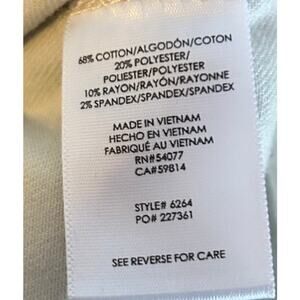 68% COTTON/ALGODÓN/COTON
20% POLYESTER/
POLIESTER/POLYESTER
10% RAYON/RAYÓN/RAYONNE
2% SPANDEX/SPANDEX/SPANDEX
MADE IN VIETNAM
HECHO EN VIETNAM
FABRIQUÉ AU VIETNAM
RN#54077
CA#59814
STYLE# 6264
PO# 227361
SEE REVERSE FOR CARE